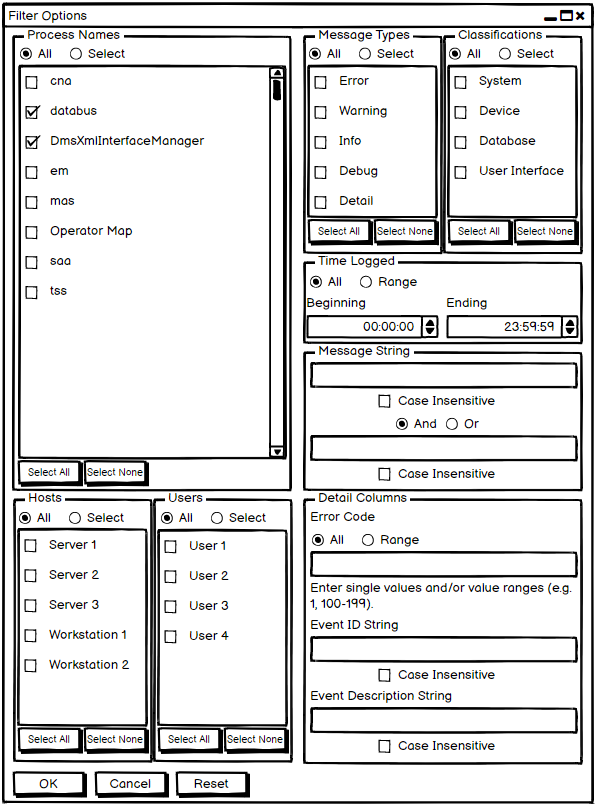 Filter Options
Process Names
All Select
cna
databus
DmsXmlInterfaceManager
em
mas
Operator Map
saa
tss
Select All Select None
Message Types
All Select
Error
Warning
Info
Debug
Detail
Select All Select None
Classifications
All Select
System
Device
Database
User Interface
Select All Select None
Time Logged
All Range
Beginning Ending
00:00:00 23:59:59
Message String
Case Insensitive
And Or
Case Insensitive
Hosts
All Select
Server 1
Server 2
Server 3
Workstation 1
Workstation 2
Select All Select None
Users
All Select
User 1
User 2
User 3
User 4
Select All Select None
Detail Columns
Error Code
All Range
Enter single values and/or value ranges (e.g.
1, 100-199).
Event ID String
Case Insensitive
Event Description String
Case Insensitive
OK Cancel Reset